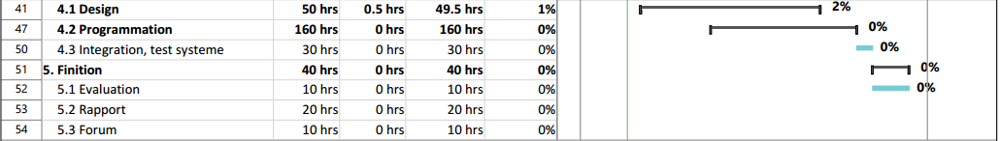 41 4.1 Design 50 hrs 0.5 hrs 49.5 hrs 1% 2%
47 4.2 Programmation 160 hrs 0 hrs 160 hrs 0% 0%
50 4.3 Integration, test systeme 30 hrs 0 hrs 30 hrs 0% 0%
51 5. Finition 40 hrs 0 hrs 40 hrs 0% 0%
52 5.1 Evaluation 10 hrs 0 hrs 10 hrs 0% 0%
53 5.2 Rapport 20 hrs 0 hrs 20 hrs 0%
54 5.3 Forum 10 hrs 0 hrs 10 hrs 0%